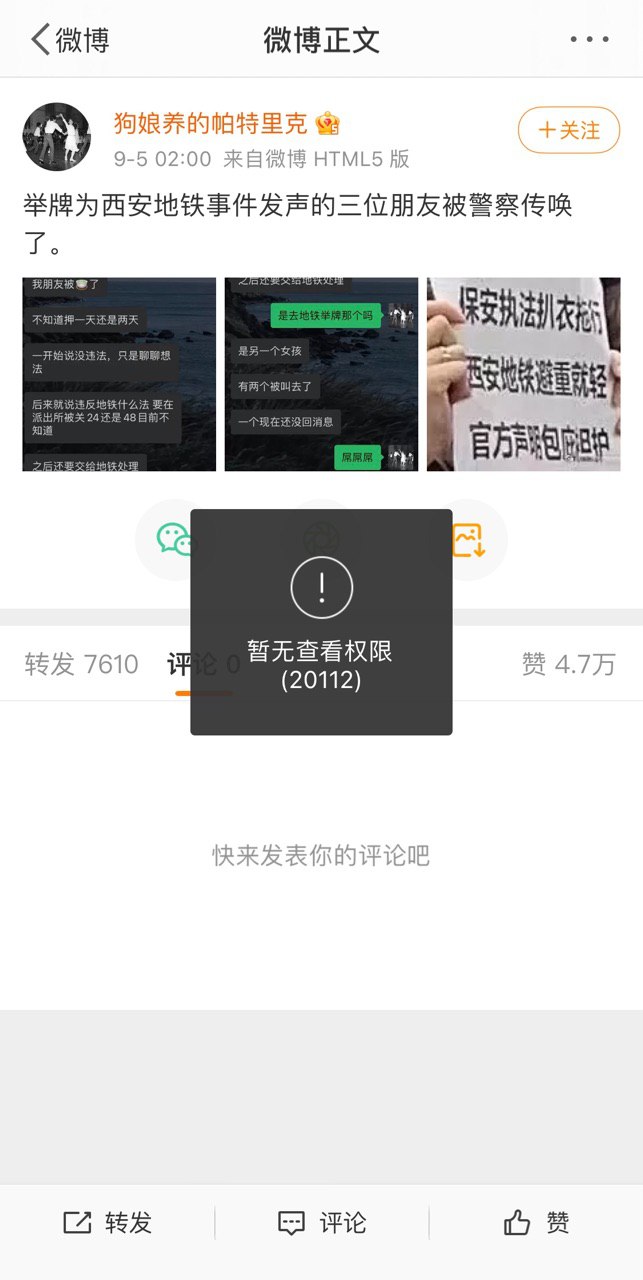 微博
微博正文
狗娘养的帕特里克
+关注
9-5 02:00 来自微博 HTML5 版
举牌为西安地铁事件发声的三位朋友被警察传唤
了。
我朋友被🍵了
不知道押一天还是两天
一开始说没违法，只是聊聊想
法
后来就说违反地铁什么法 要在
派出所被关 24 还是 48 目前不
知道
之后还要交给地铁处理
之后还要交给地铁处理
是去地铁举牌那个吗
是另一个女孩
有两个被叫去了
一个现在还没回消息
屌屌屌
保安执法扒衣拖行
西安地铁避重就轻
官方声明包庇袒护
暂无查看权限
(20112)
转发 7610
评论 0
赞 4.7万
快来发表你的评论吧
转发
评论
赞